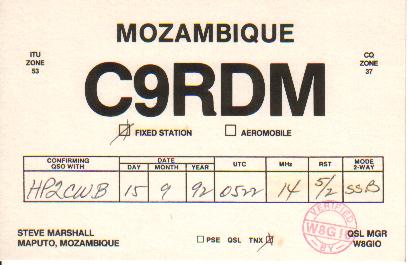 MOZAMBIQUE
ITU ZONE 53
CQ ZONE 37
C9RDM
FIXED STATION AEROMOBILE
CONFIRMING QSO WITH DATE DAY MONTH YEAR UTC MHz RST MODE 2-WAY
HP2CWB 15 9 92 0522 14 5/2 SSB
VERIFIED W8GIO BY
STEVE MARSHALL
MAPUTO, MOZAMBIQUE
PSE QSL TNX
QSL MGR
W8GIO